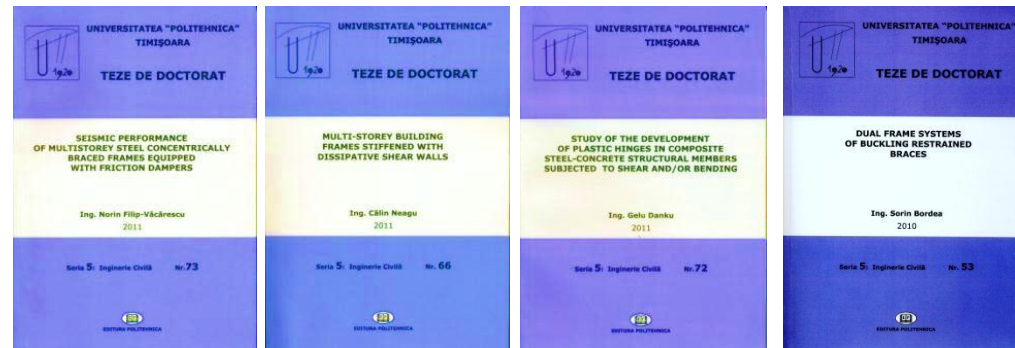 UNIVERSITATEA "POLITEHNICA"
TIMIŞOARA
1920
TEZE DE DOCTORAT
SEISMIC PERFORMANCE
OF MULTISTOREY STEEL CONCENTRICALLY
BRACED FRAMES EQUIPPED
WITH FRICTION DAMPERS
Ing. Norin Filip-Văcărescu
2011
Seria 5: Inginerie Civilă Nr. 73
EDITURA POLITEHNICA
UNIVERSITATEA "POLITEHNICA"
TIMIŞOARA
1920
TEZE DE DOCTORAT
MULTI-STOREY BUILDING
FRAMES STIFFENED WITH
DISSIPATIVE SHEAR WALLS
Ing. Călin Neagu
2011
Seria 5: Inginerie Civilă Nr. 66
EDITURA POLITEHNICA
UNIVERSITATEA "POLITEHNICA"
TIMIŞOARA
1920
TEZE DE DOCTORAT
STUDY OF THE DEVELOPMENT
OF PLASTIC HINGES IN COMPOSITE
STEEL-CONCRETE STRUCTURAL MEMBERS
SUBJECTED TO SHEAR AND/OR BENDING
Ing. Gelu Danku
2011
Seria 5: Inginerie Civilă Nr. 72
EDITURA POLITEHNICA
UNIVERSITATEA "POLITEHNICA"
TIMIŞOARA
1920
TEZE DE DOCTORAT
DUAL FRAME SYSTEMS
OF BUCKLING RESTRAINED
BRACES
Ing. Sorin Bordea
2010
Seria 5: Inginerie Civilă Nr. 53
EDITURA POLITEHNICA